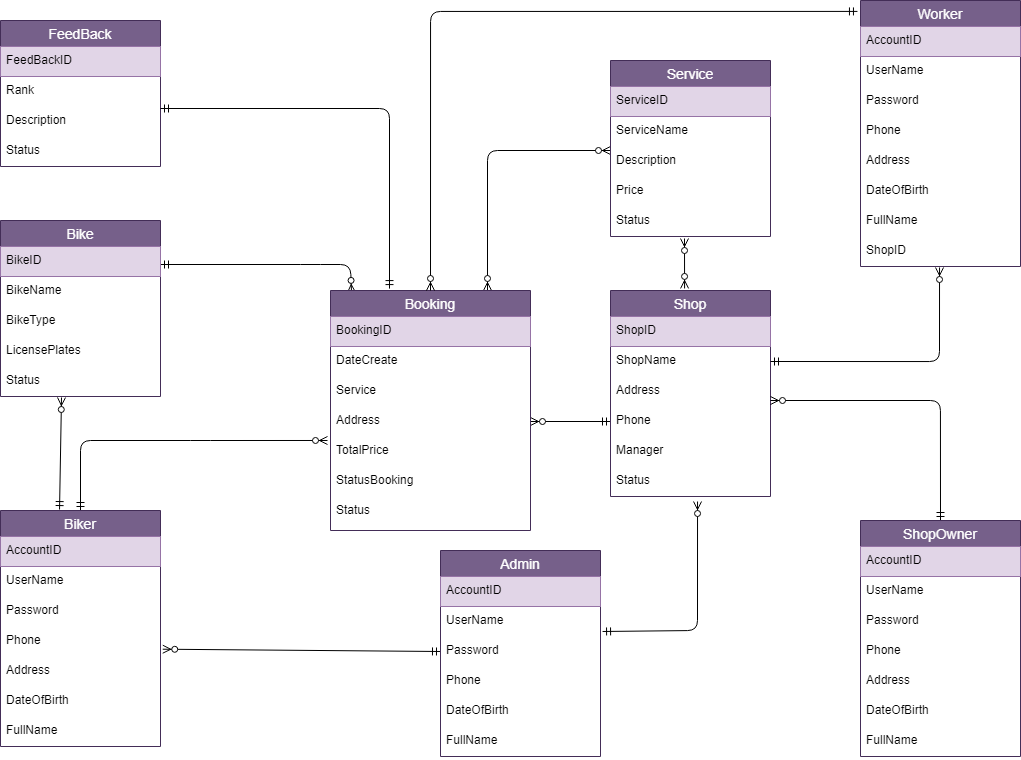 FeedBack
FeedBackID
Rank
Description
Status
Bike
BikeID
BikeName
BikeType
LicensePlates
Status
Biker
AccountID
UserName
Password
Phone
Address
DateOfBirth
FullName
Booking
BookingID
DateCreate
Service
Address
TotalPrice
StatusBooking
Status
Admin
AccountID
UserName
Password
Phone
DateOfBirth
FullName
Service
ServiceID
ServiceName
Description
Price
Status
Shop
ShopID
ShopName
Address
Phone
Manager
Status
Worker
AccountID
UserName
Password
Phone
Address
DateOfBirth
FullName
ShopID
ShopOwner
AccountID
UserName
Password
Phone
Address
DateOfBirth
FullName